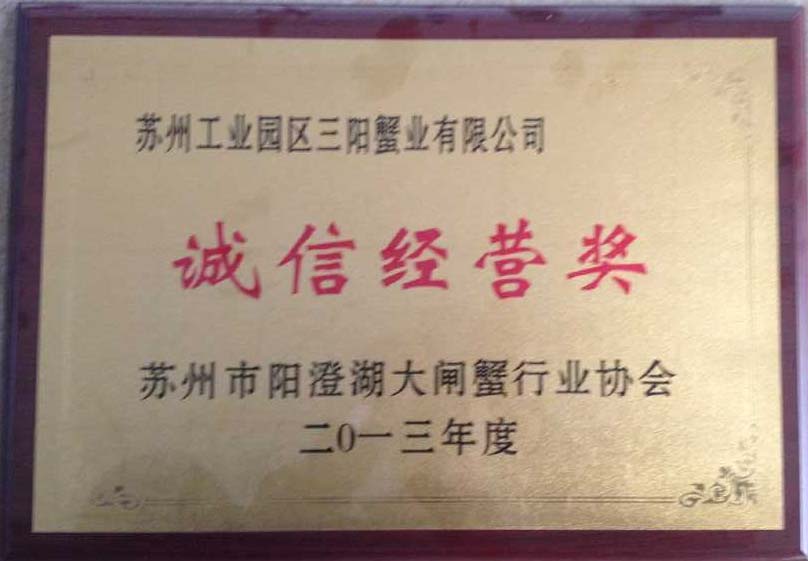 苏州工业园区三阳蟹业有限公司
诚信经营奖
苏州市阳澄湖大闸蟹行业协会
二0一三年度